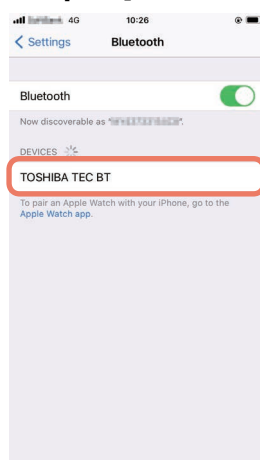 4G 10:26
Settings Bluetooth
Bluetooth
Now discoverable as "
DEVICES
TOSHIBA TEC BT
To pair an Apple Watch with your iPhone, go to the
Apple Watch app.